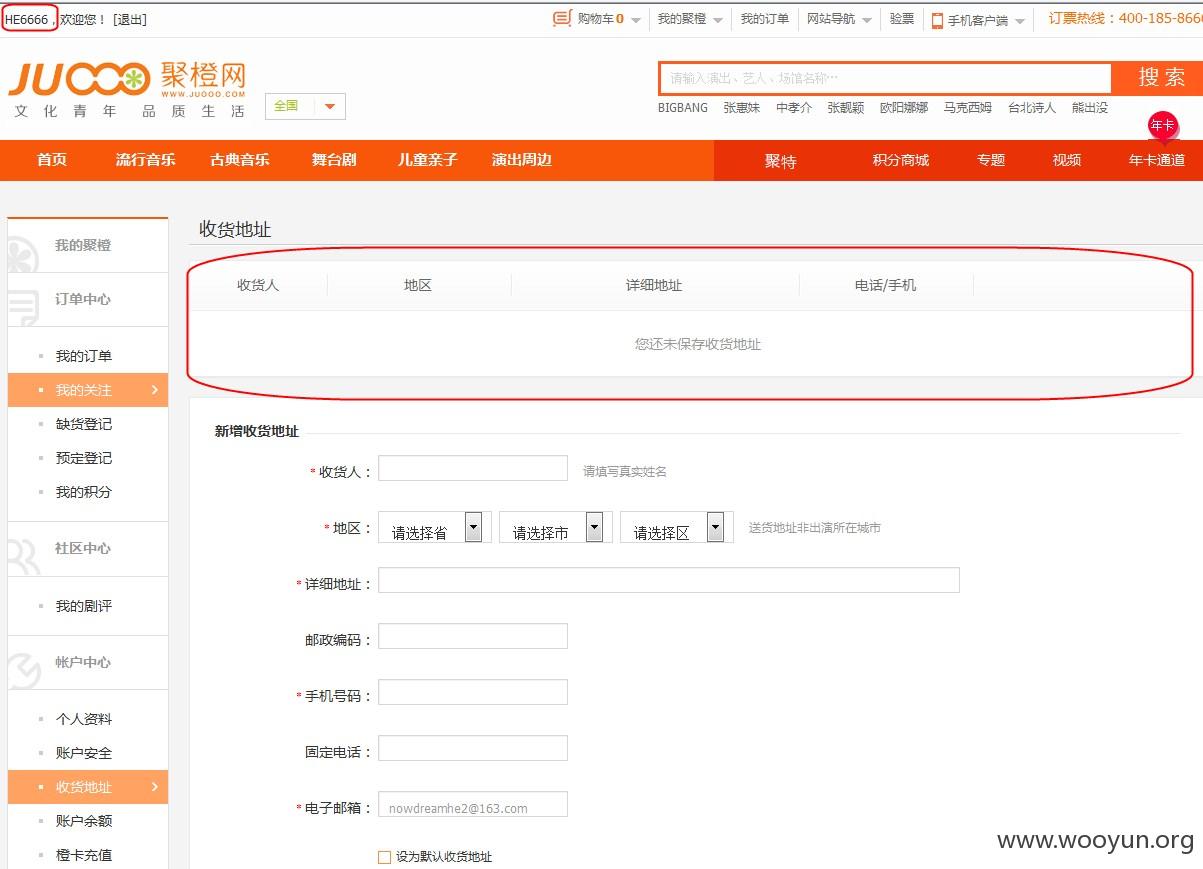 HE6666，欢迎您！ [退出] 购物车0 我的聚橙 我的订单 网站导航 验票 手机客户端 订票热线：400-185-866
JUOOO 聚橙网
WWW.JUOOO.COM
文化青年 品质生活
全国
请输入演出、艺人、场馆名称… 搜索
BIGBANG 张惠妹 中孝介 张靓颖 欧阳娜娜 马克西姆 台北诗人 熊出没
年卡
首页 流行音乐 古典音乐 舞台剧 儿童亲子 演出周边 聚特 积分商城 专题 视频 年卡通道
我的聚橙
订单中心
我的订单
我的关注
缺货登记
预定登记
我的积分
社区中心
我的剧评
帐户中心
个人资料
账户安全
收货地址
账户余额
橙卡充值
收货地址
收货人 地区 详细地址 电话/手机
您还未保存收货地址
新增收货地址
*收货人： 请填写真实姓名
*地区： 请选择省 请选择市 请选择区 送货地址非出演所在城市
*详细地址：
邮政编码：
*手机号码：
固定电话：
*电子邮箱： nowdreamhe2@163.com
设为默认收货地址
www.wooyun.org